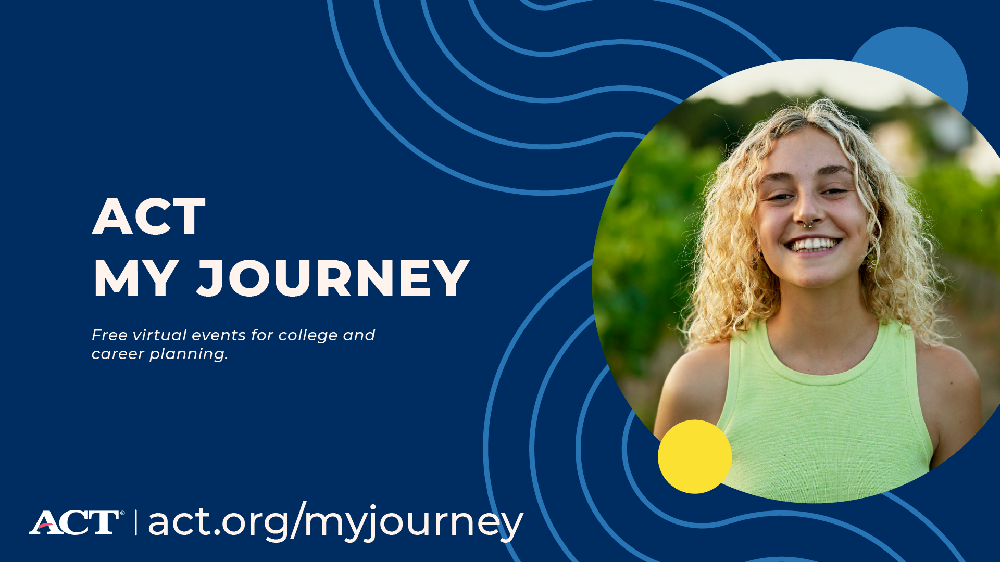 ACT
MY JOURNEY
Free virtual events for college and
career planning.
ACT® | act.org/myjourney